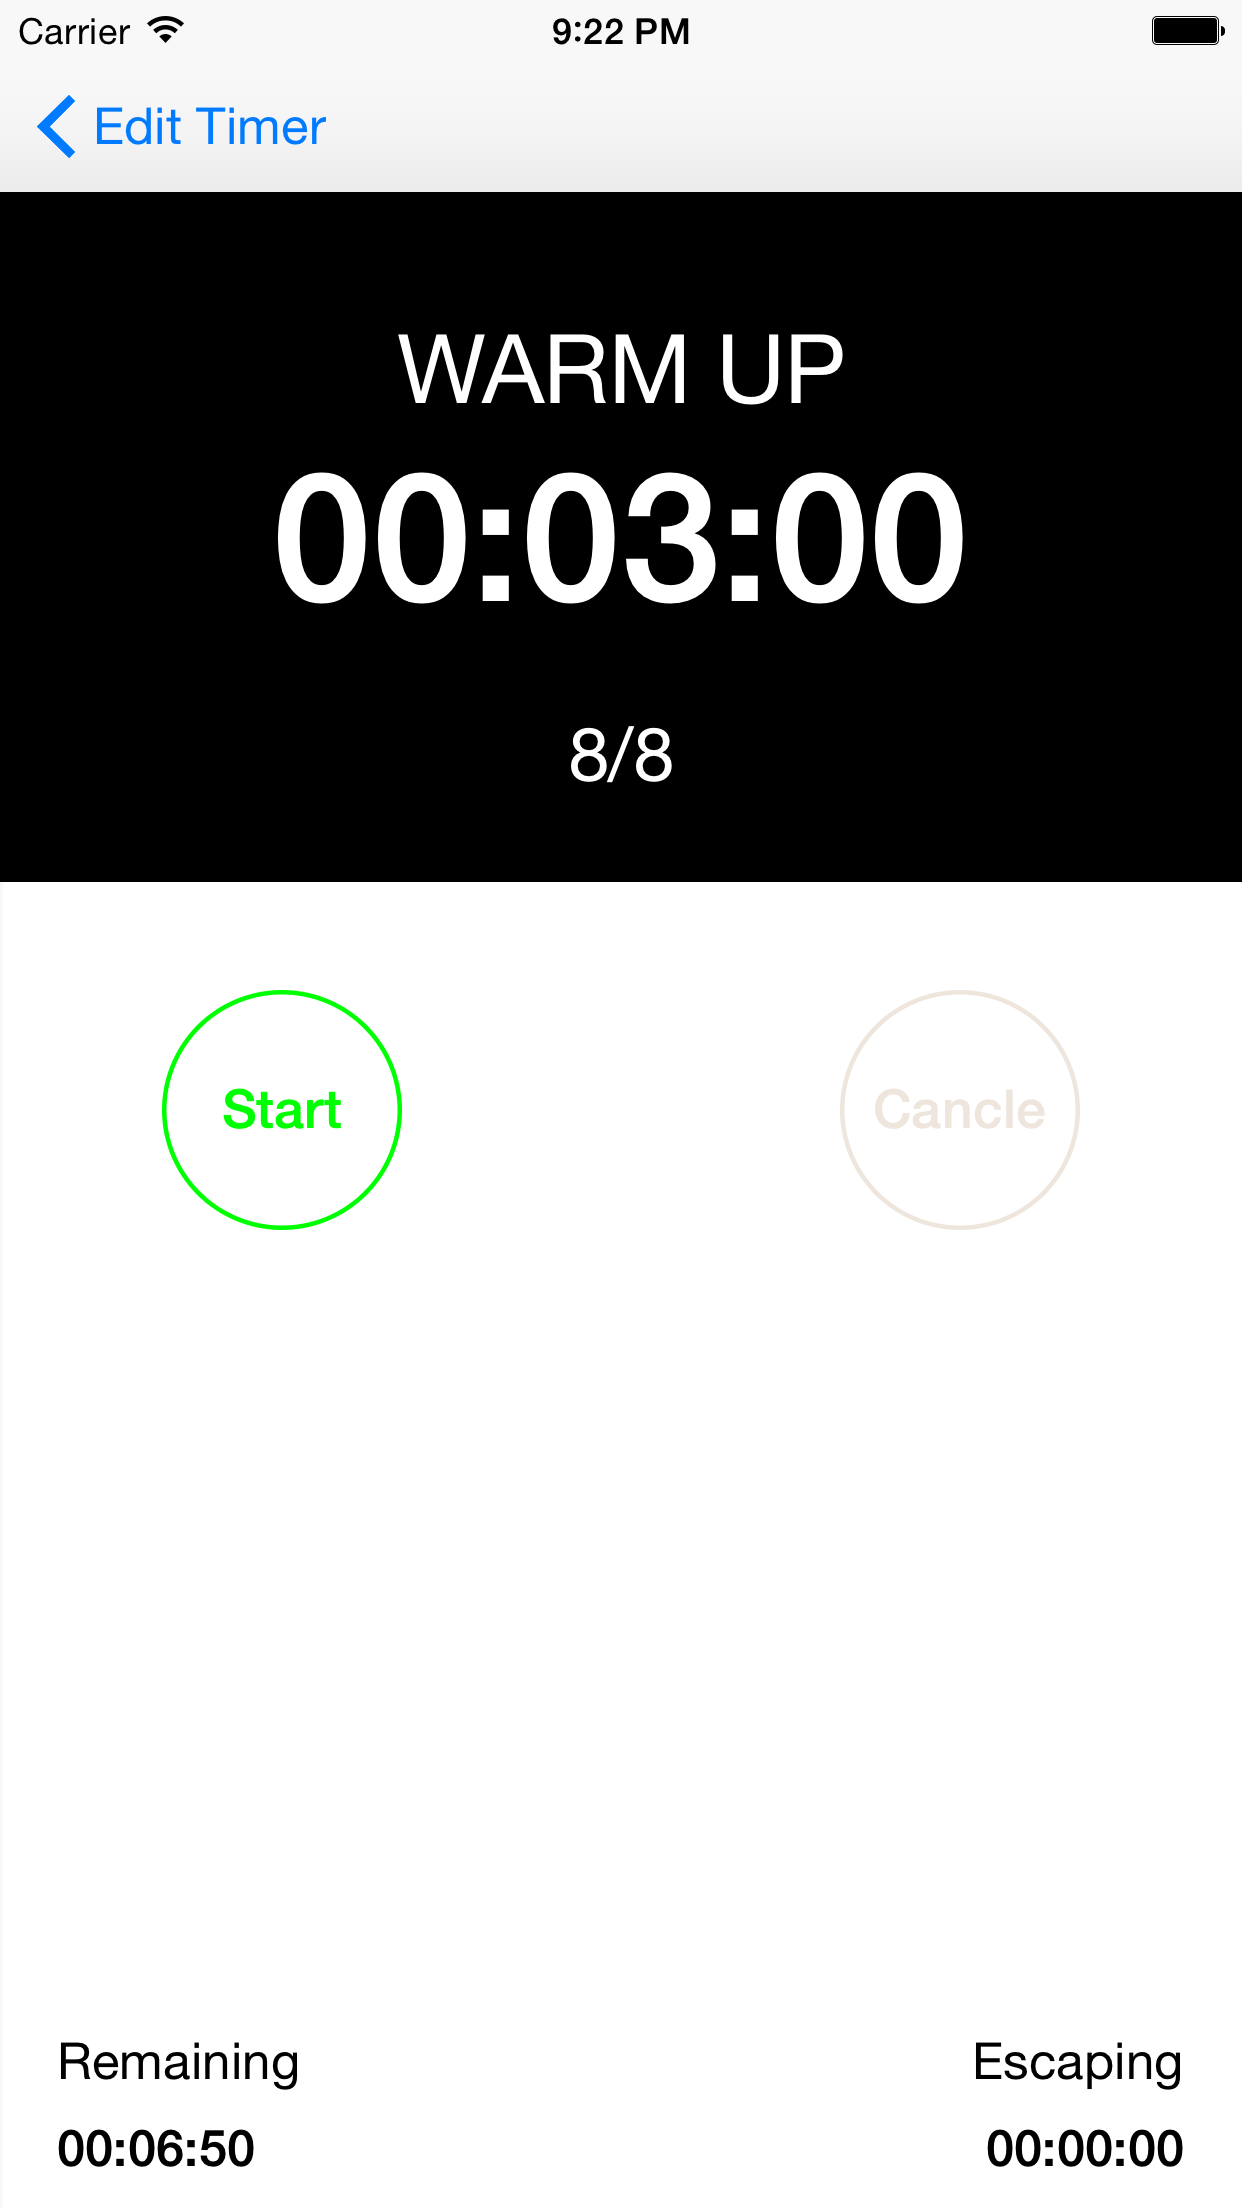 Carrier 9:22 PM
Edit Timer
WARM UP
00:03:00
8/8
Start Cancle
Remaining Escaping
00:06:50 00:00:00